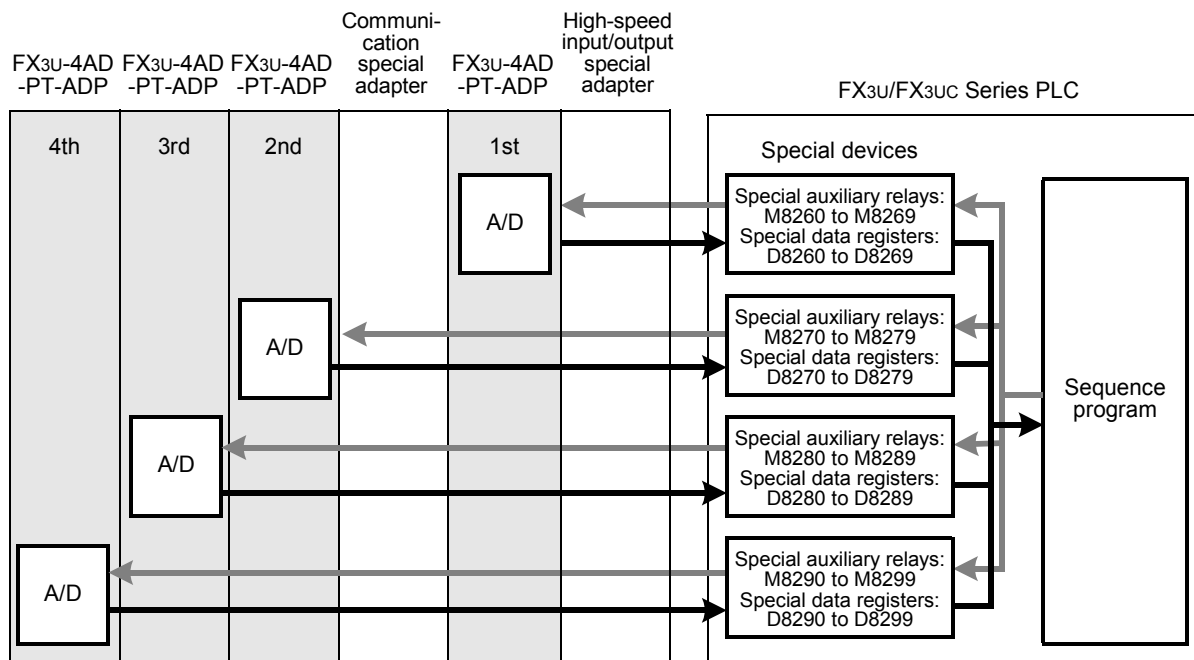 Communi-
cation
special
adapter
High-speed
input/output
special
adapter
FX3U-4AD
-PT-ADP
FX3U-4AD
-PT-ADP
FX3U-4AD
-PT-ADP
FX3U-4AD
-PT-ADP
FX3U/FX3UC Series PLC
4th
3rd
2nd
1st
Special devices
A/D
Special auxiliary relays:
M8260 to M8269
Special data registers:
D8260 to D8269
A/D
Special auxiliary relays:
M8270 to M8279
Special data registers:
D8270 to D8279
Sequence
program
A/D
Special auxiliary relays:
M8280 to M8289
Special data registers:
D8280 to D8289
A/D
Special auxiliary relays:
M8290 to M8299
Special data registers:
D8290 to D8299